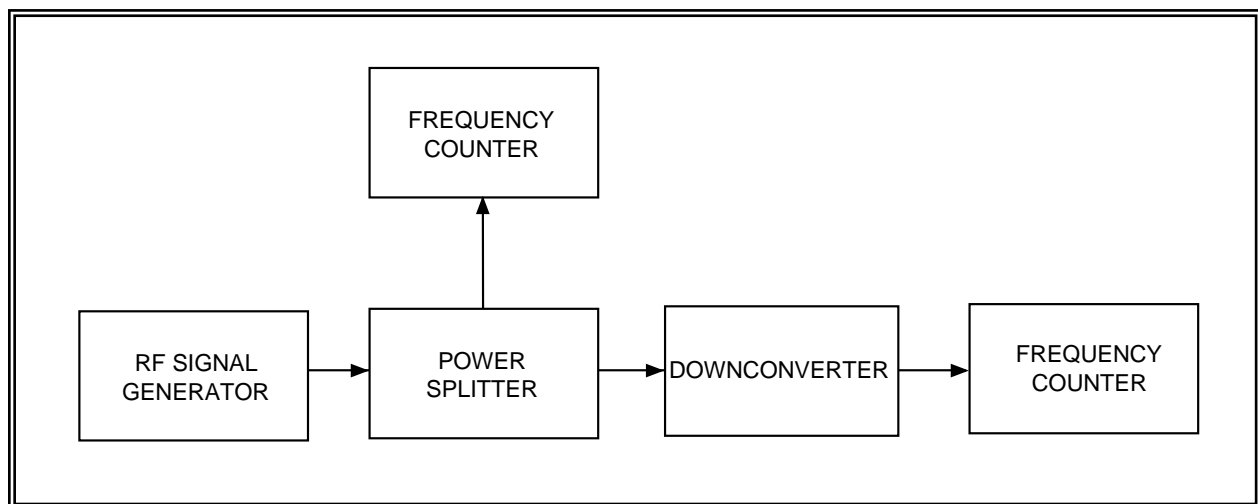 FREQUENCY
COUNTER
RF SIGNAL
GENERATOR
POWER
SPLITTER
DOWNCONVERTER
FREQUENCY
COUNTER